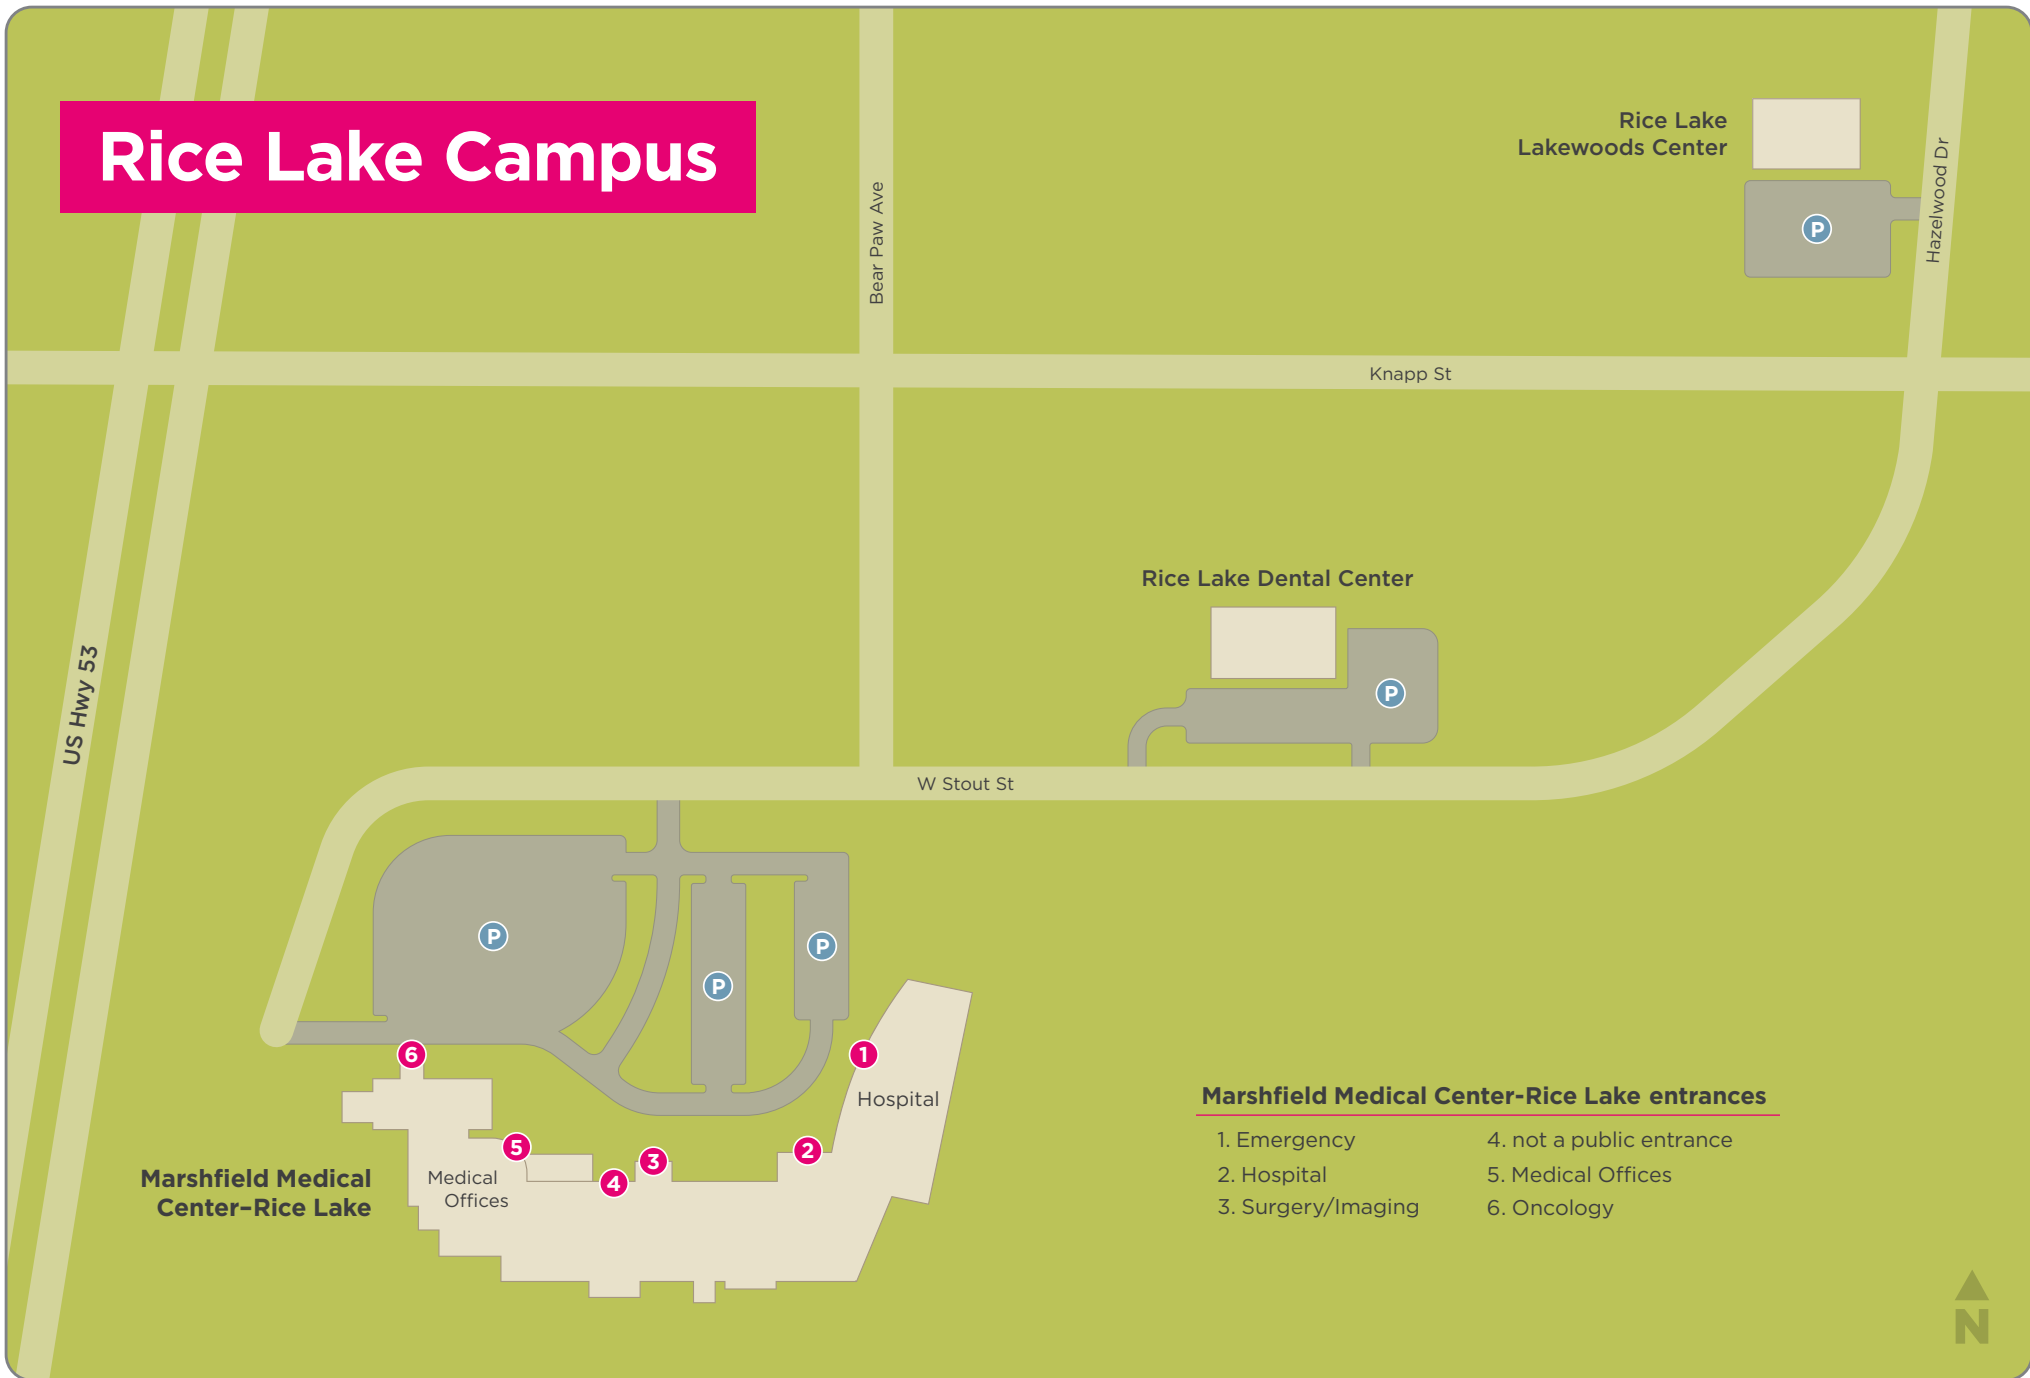 Rice Lake Campus
Rice Lake
Lakewoods Center
P
Hazelwood Dr
Bear Paw Ave
Knapp St
Rice Lake Dental Center
P
US Hwy 53
W Stout St
P
P
P
6
1
Hospital
5
3
2
4
Medical
Offices
Marshfield Medical
Center–Rice Lake
Marshfield Medical Center-Rice Lake entrances
1. Emergency
2. Hospital
3. Surgery/Imaging
4. not a public entrance
5. Medical Offices
6. Oncology
N